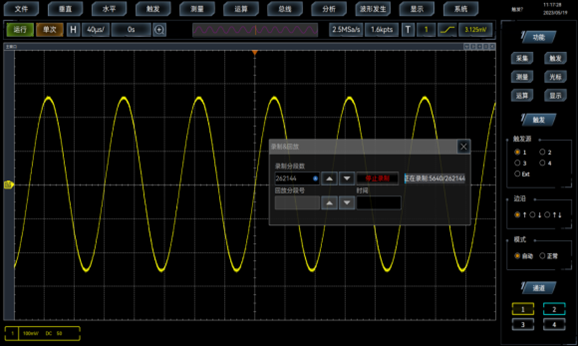 文件 垂直 水平 触发 测量 运算 总线 分析 波形发生 显示 系统
触发?
11:17:28
2023/05/19
运行 单次 H 40μs/ 0s 2.5MSa/s 1.6kpts T 1 3.125mV
功能
采集 触发
测量 光标
运算 显示
触发
触发源
1 2
3 4
Ext
边沿
↑ ↓ ↑↓
模式
自动 正常
通道
1 2
3 4
录制&回放
录制分段数
262144 停止录制 正在录制:5640/262144
回放分段号 时间
1 100mV DC 50